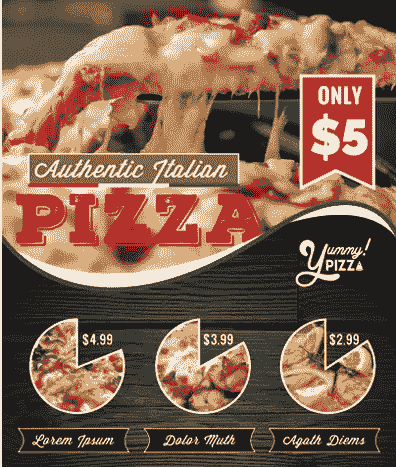 ONLY
$5
Authentic Italian
PIZZA
Yummy!
PIZZA
$4.99
$3.99
$2.99
Lorem Ipsum
Dolor Muth
Agath Diems